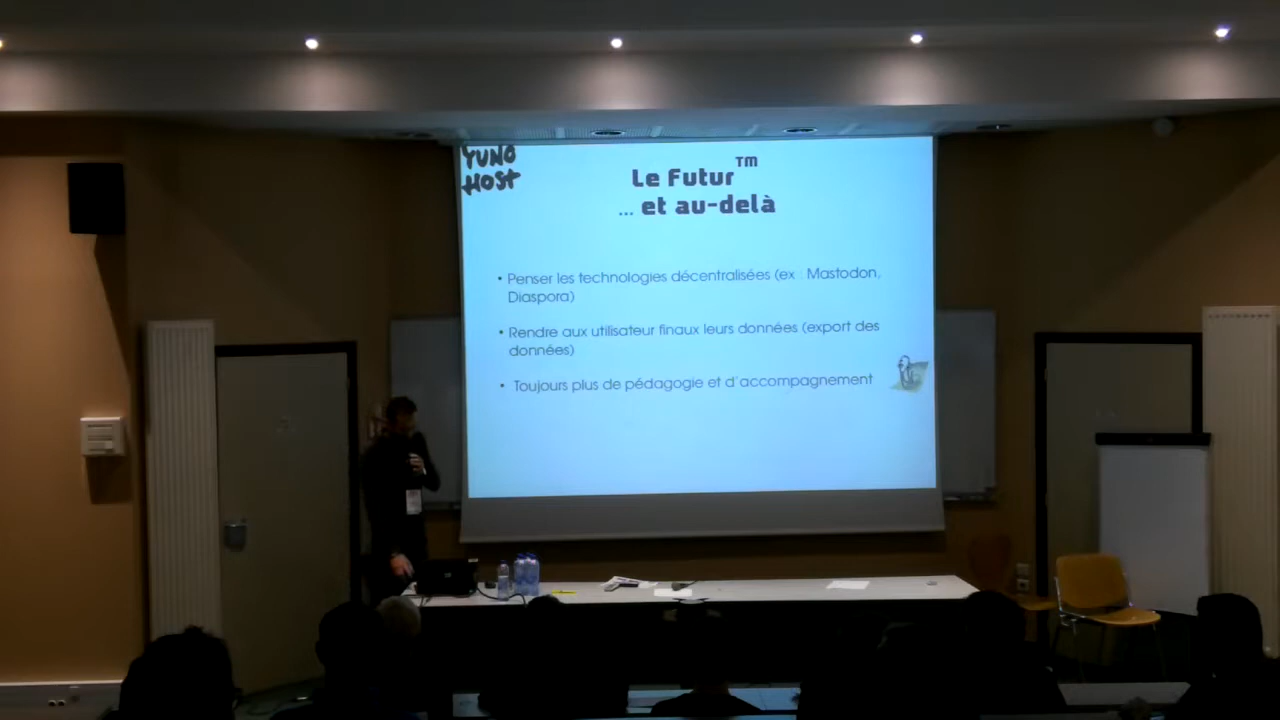 YUNO
HOST
Le Futur™
... et au-delà
• Penser les technologies décentralisées (ex : Mastodon,
Diaspora)
• Rendre aux utilisateur finaux leurs données (export des
données)
• Toujours plus de pédagogie et d'accompagnement